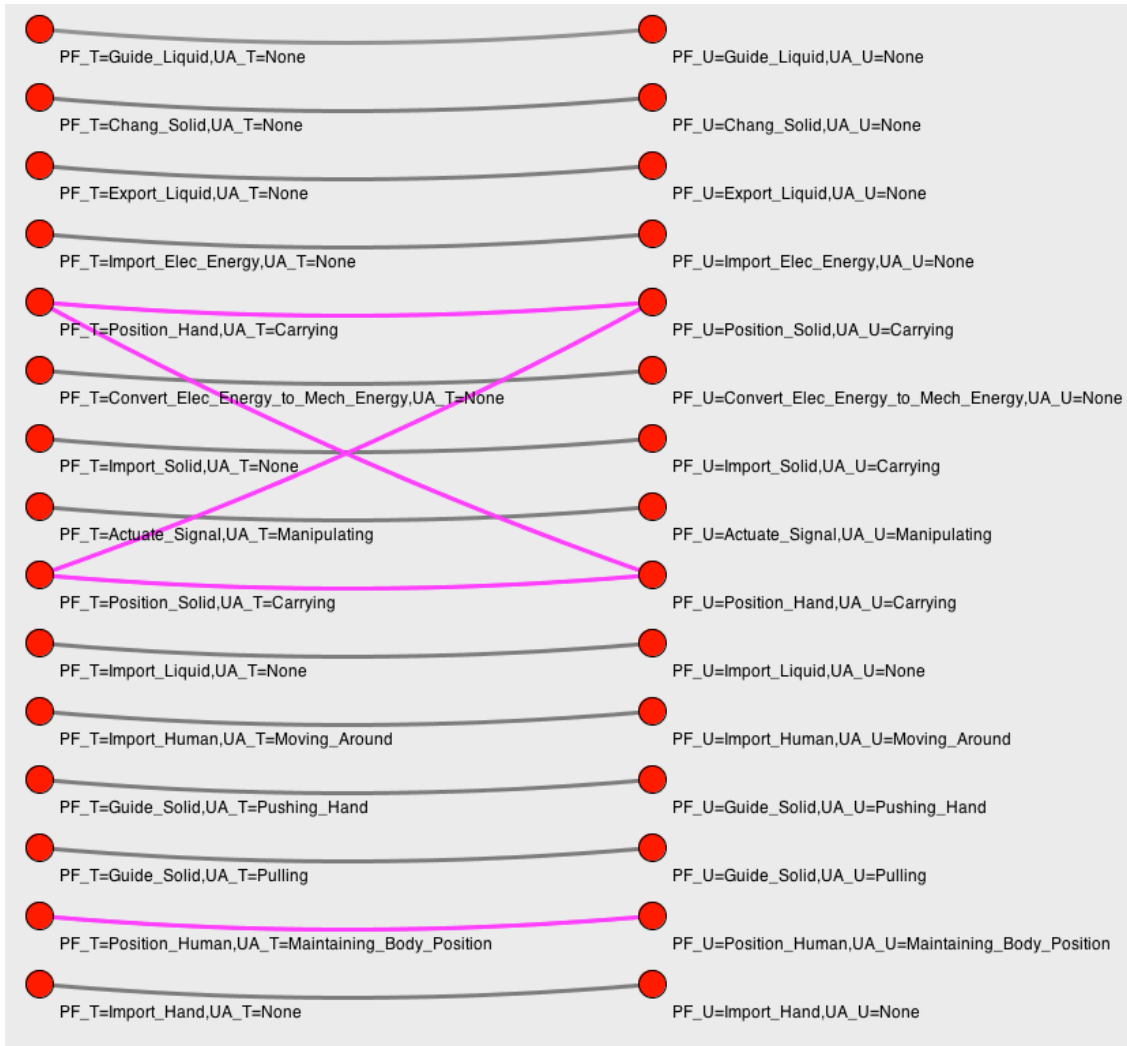 PF_T=Guide_Liquid,UA_T=None
PF_U=Guide_Liquid,UA_U=None
PF_T=Chang_Solid,UA_T=None
PF_U=Chang_Solid,UA_U=None
PF_T=Export_Liquid,UA_T=None
PF_U=Export_Liquid,UA_U=None
PF_T=Import_Elec_Energy,UA_T=None
PF_U=Import_Elec_Energy,UA_U=None
PF_T=Position_Hand,UA_T=Carrying
PF_U=Position_Solid,UA_U=Carrying
PF_T=Convert_Elec_Energy_to_Mech_Energy,UA_T=None
PF_U=Convert_Elec_Energy_to_Mech_Energy,UA_U=None
PF_T=Import_Solid,UA_T=None
PF_U=Import_Solid,UA_U=Carrying
PF_T=Actuate_Signal,UA_T=Manipulating
PF_U=Actuate_Signal,UA_U=Manipulating
PF_T=Position_Solid,UA_T=Carrying
PF_U=Position_Hand,UA_U=Carrying
PF_T=Import_Liquid,UA_T=None
PF_U=Import_Liquid,UA_U=None
PF_T=Import_Human,UA_T=Moving_Around
PF_U=Import_Human,UA_U=Moving_Around
PF_T=Guide_Solid,UA_T=Pushing_Hand
PF_U=Guide_Solid,UA_U=Pushing_Hand
PF_T=Guide_Solid,UA_T=Pulling
PF_U=Guide_Solid,UA_U=Pulling
PF_T=Position_Human,UA_T=Maintaining_Body_Position
PF_U=Position_Human,UA_U=Maintaining_Body_Position
PF_T=Import_Hand,UA_T=None
PF_U=Import_Hand,UA_U=None